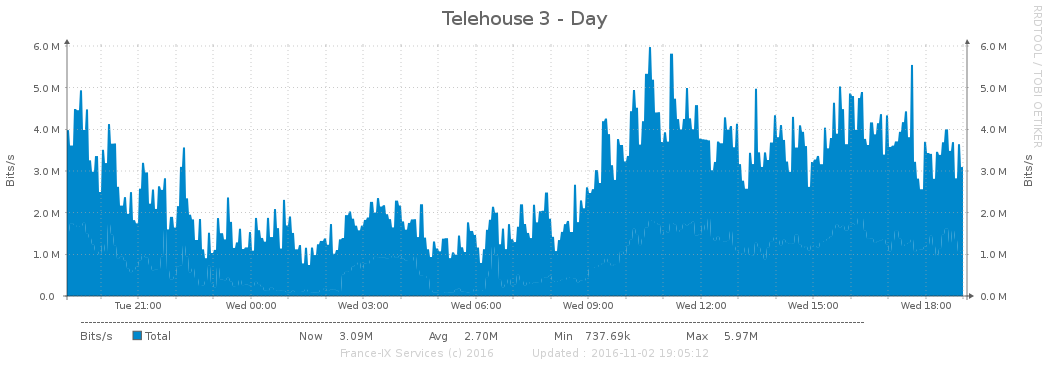 Telehouse 3 - Day
RRDTOOL / TOBI OETIKER
Bits/s
6.0 M
5.0 M
4.0 M
3.0 M
2.0 M
1.0 M
0.0
6.0 M
5.0 M
4.0 M
3.0 M
2.0 M
1.0 M
0.0 M
Bits/s
Tue 21:00 Wed 00:00 Wed 03:00 Wed 06:00 Wed 09:00 Wed 12:00 Wed 15:00 Wed 18:00
Bits/s Total Now 3.09M Avg 2.70M Min 737.69k Max 5.97M
France-IX Services (c) 2016 Updated : 2016-11-02 19:05:12